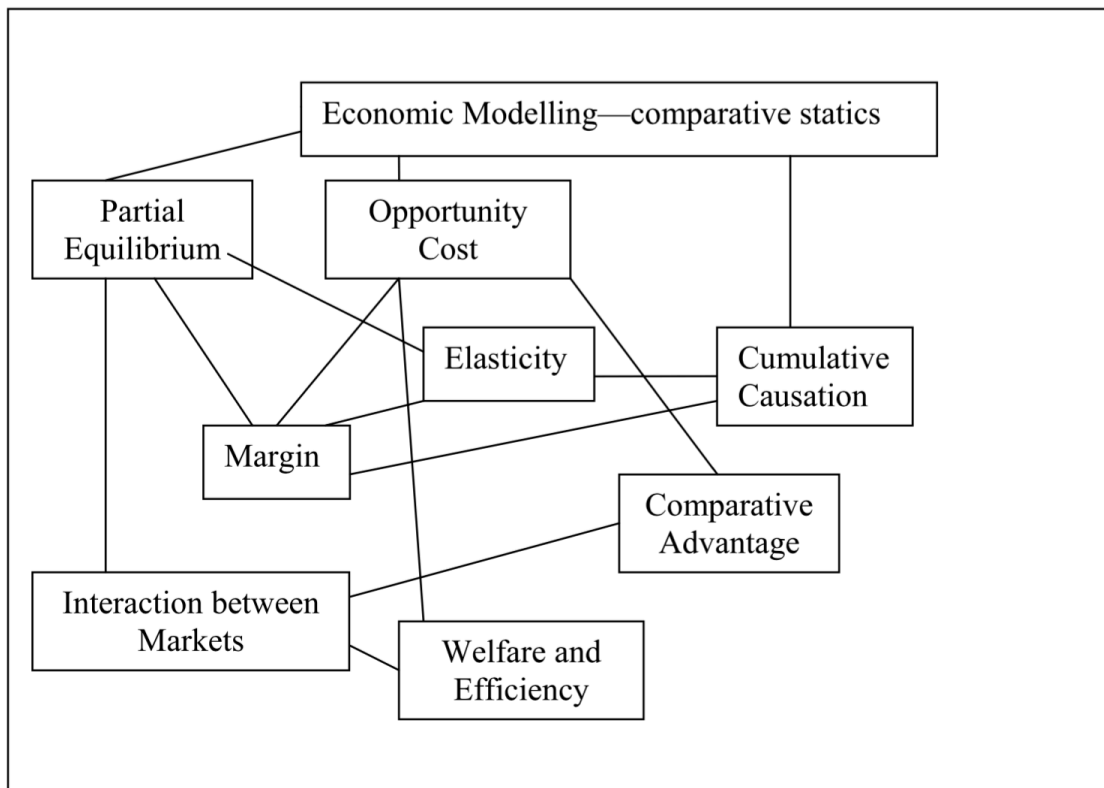 Economic Modelling—comparative statics
Partial
Equilibrium
Opportunity
Cost
Elasticity
Cumulative
Causation
Margin
Comparative
Advantage
Interaction between
Markets
Welfare and
Efficiency